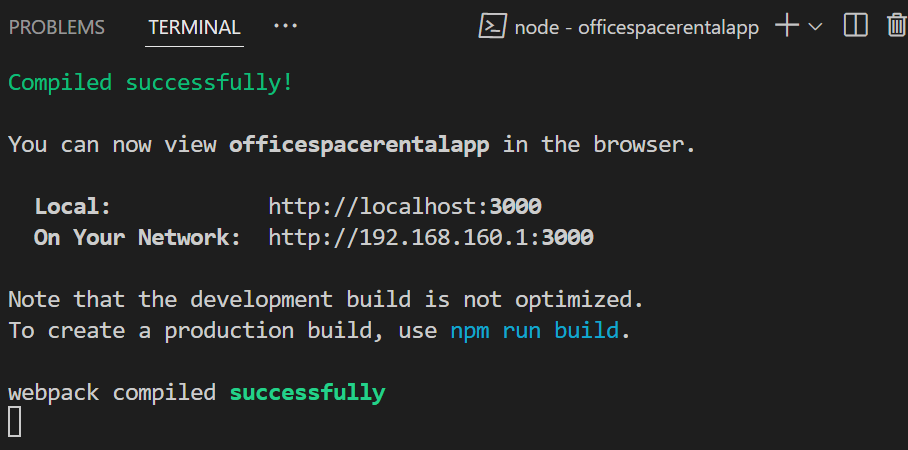 PROBLEMS TERMINAL ··· node - officespacerentalapp
Compiled successfully!
You can now view officespacerentalapp in the browser.
Local: http://localhost:3000
On Your Network: http://192.168.160.1:3000
Note that the development build is not optimized.
To create a production build, use npm run build.
webpack compiled successfully